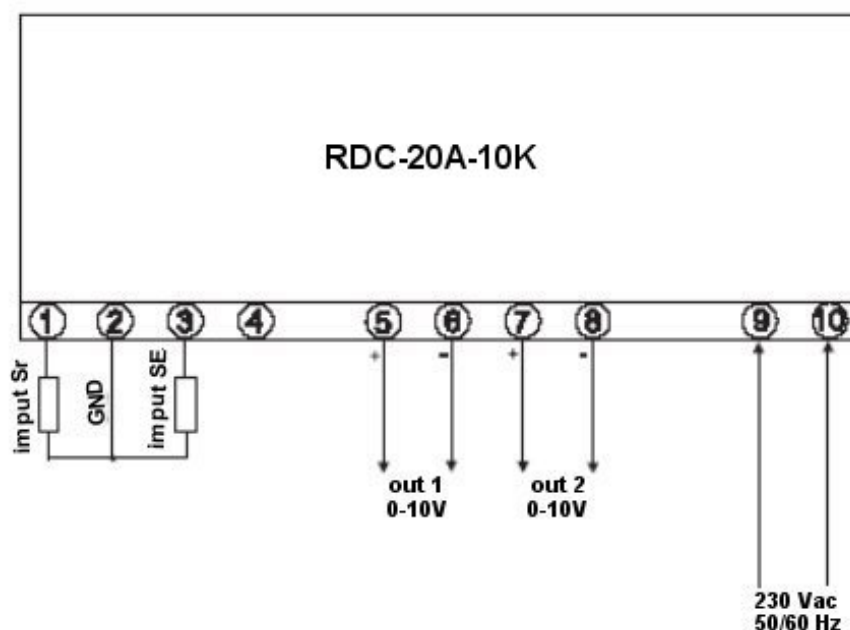 RDC-20A-10K
1 2 3 4 5 6 7 8 9 10
+ - + -
imput Sr
GND
imput SE
out 1
0-10V
out 2
0-10V
230 Vac
50/60 Hz